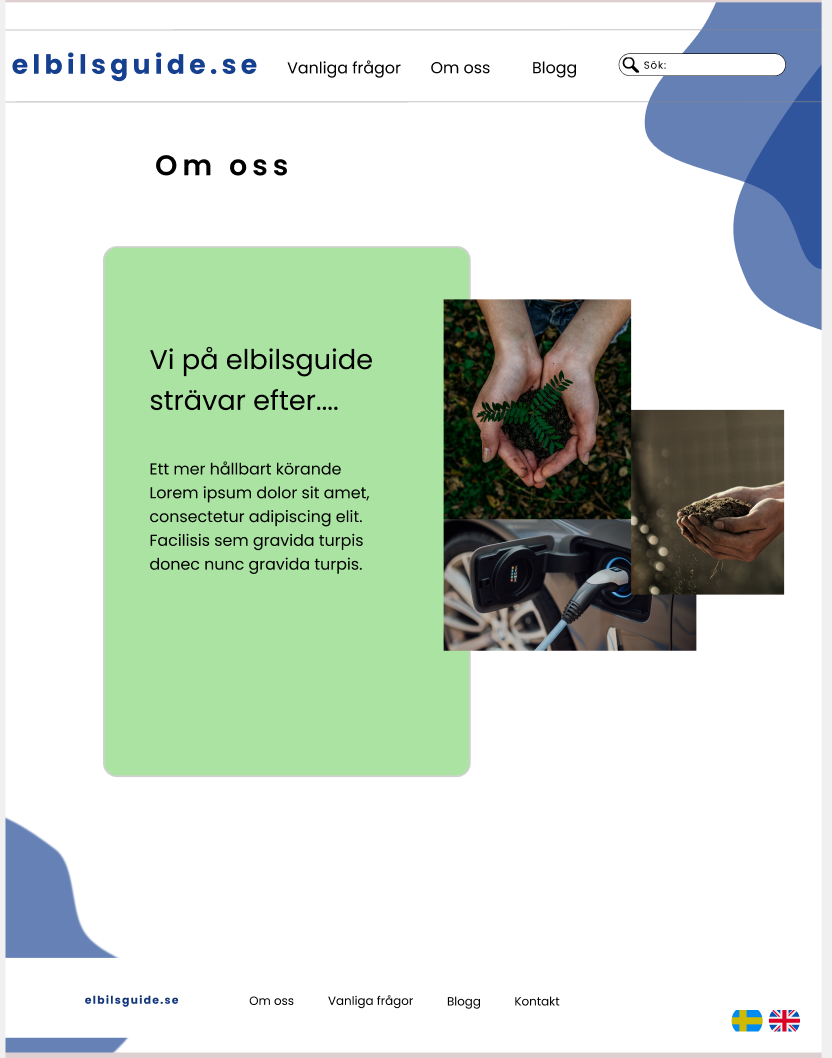 elbilsguide.se
Vanliga frågor
Om oss
Blogg
Sök:
Om oss
Vi på elbilsguide
strävar efter....
Ett mer hållbart körande
Lorem ipsum dolor sit amet,
consectetur adipiscing elit.
Facilisis sem gravida turpis
donec nunc gravida turpis.
elbilsguide.se
Om oss
Vanliga frågor
Blogg
Kontakt